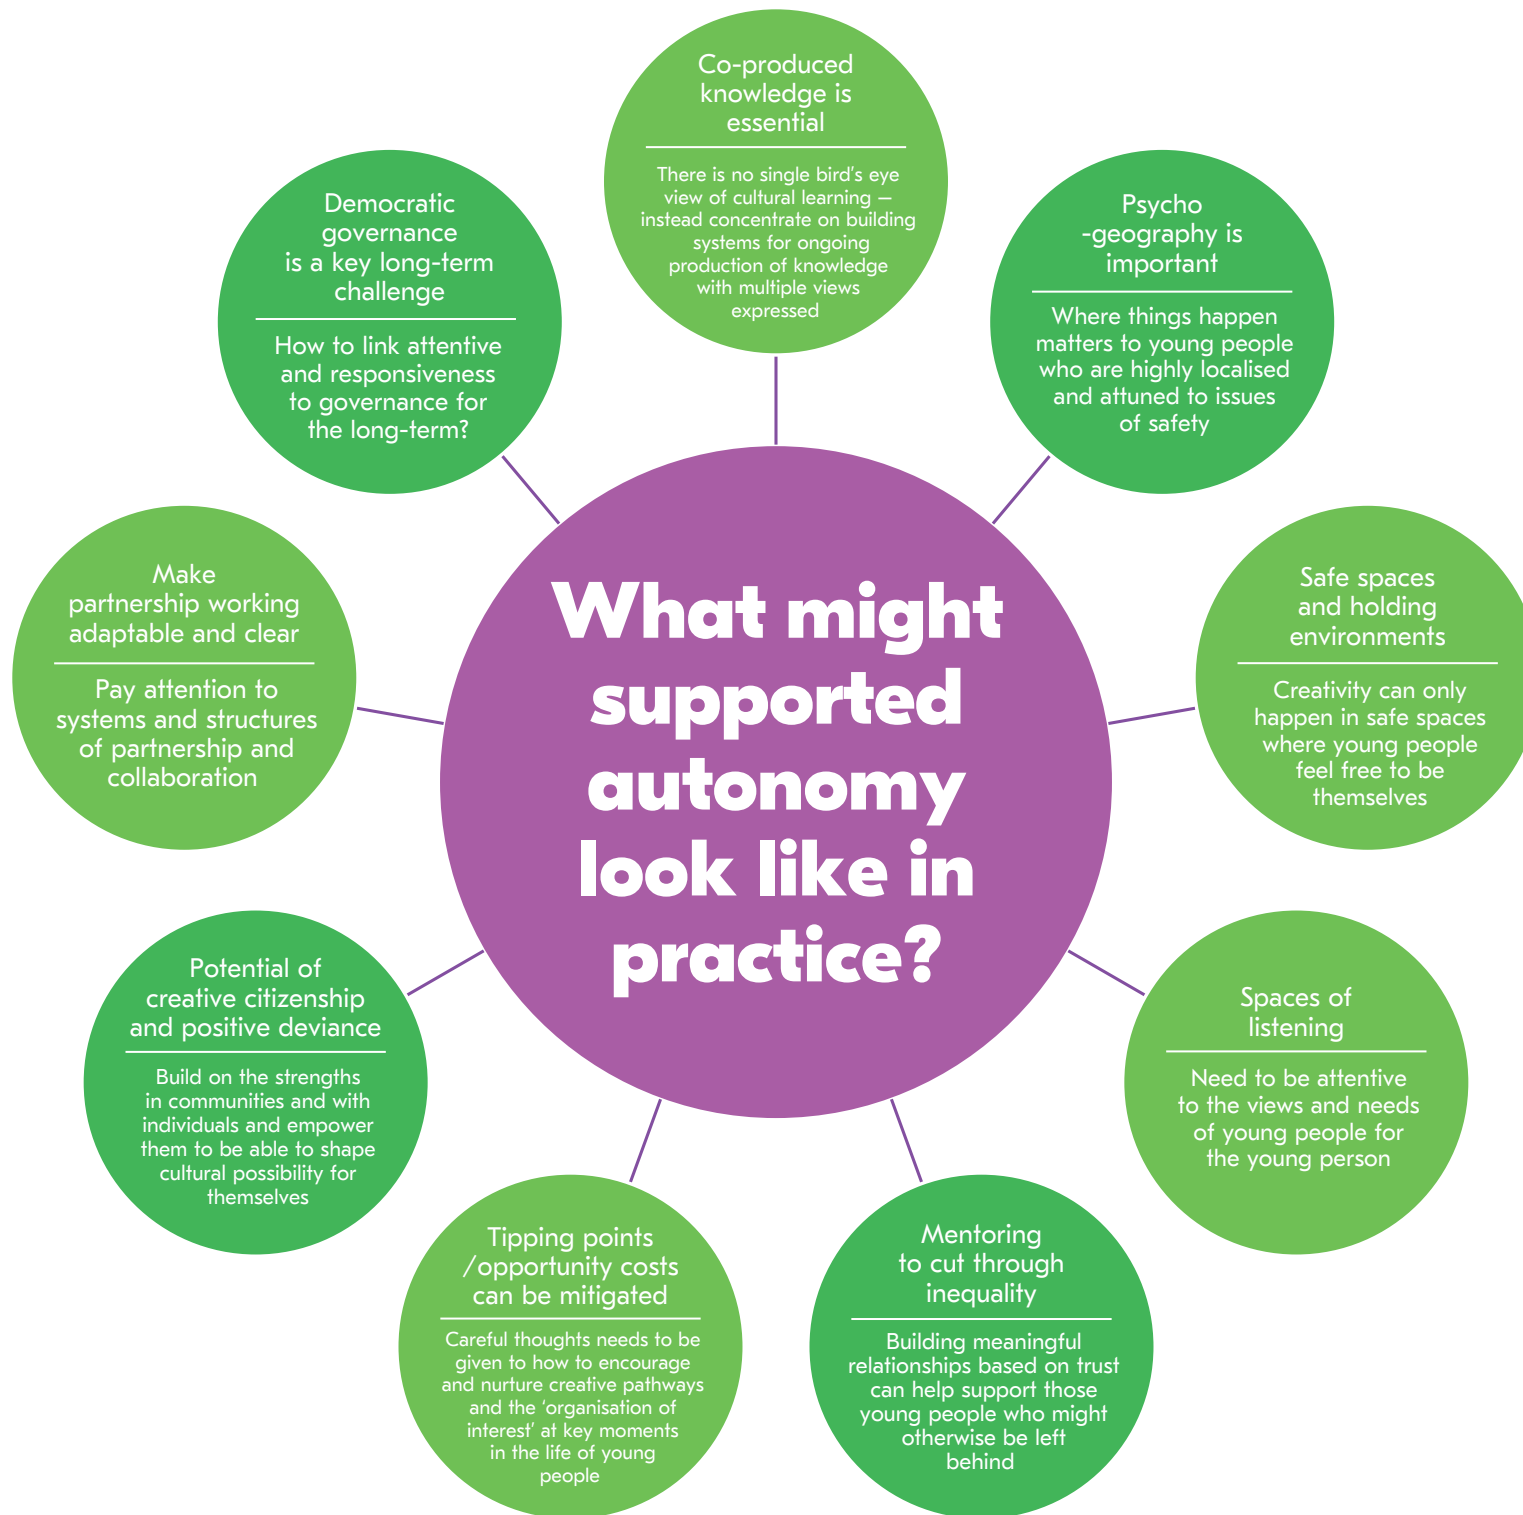 Co-produced
knowledge is
essential
There is no single bird's eye
view of cultural learning –
instead concentrate on building
systems for ongoing
production of knowledge
with multiple views
expressed
Psycho
-geography is
important
Where things happen
matters to young people
who are highly localised
and attuned to issues
of safety
Safe spaces
and holding
environments
Creativity can only
happen in safe spaces
where young people
feel free to be
themselves
Spaces of
listening
Need to be attentive
to the views and needs
of young people for
the young person
Mentoring
to cut through
inequality
Building meaningful
relationships based on trust
can help support those
young people who might
otherwise be left
behind
Tipping points
/opportunity costs
can be mitigated
Careful thoughts needs to be
given to how to encourage
and nurture creative pathways
and the ‘organisation of
interest’ at key moments
in the life of young
people
Potential of
creative citizenship
and positive deviance
Build on the strengths
in communities and with
individuals and empower
them to be able to shape
cultural possibility for
themselves
Make
partnership working
adaptable and clear
Pay attention to
systems and structures
of partnership and
collaboration
Democratic
governance
is a key long-term
challenge
How to link attentive
and responsiveness
to governance for
the long-term?
What might
supported
autonomy
look like in
practice?